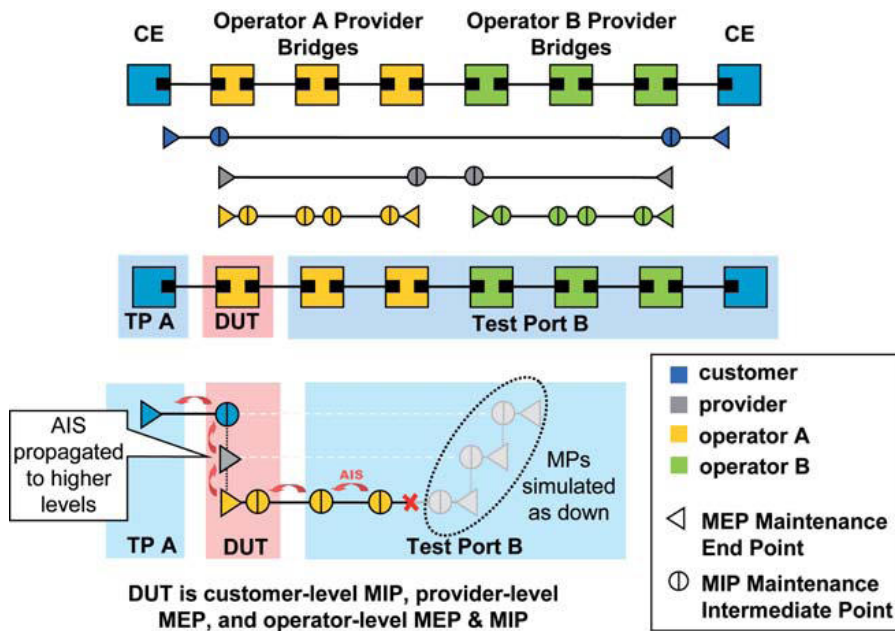 CE
Operator A Provider
Bridges
Operator B Provider
Bridges
CE
TP A
DUT
Test Port B
customer
provider
operator A
operator B
MEP Maintenance
End Point
MIP Maintenance
Intermediate Point
AIS
propagated
to higher
levels
AIS
MPs
simulated
as down
TP A
DUT
Test Port B
DUT is customer-level MIP, provider-level
MEP, and operator-level MEP & MIP